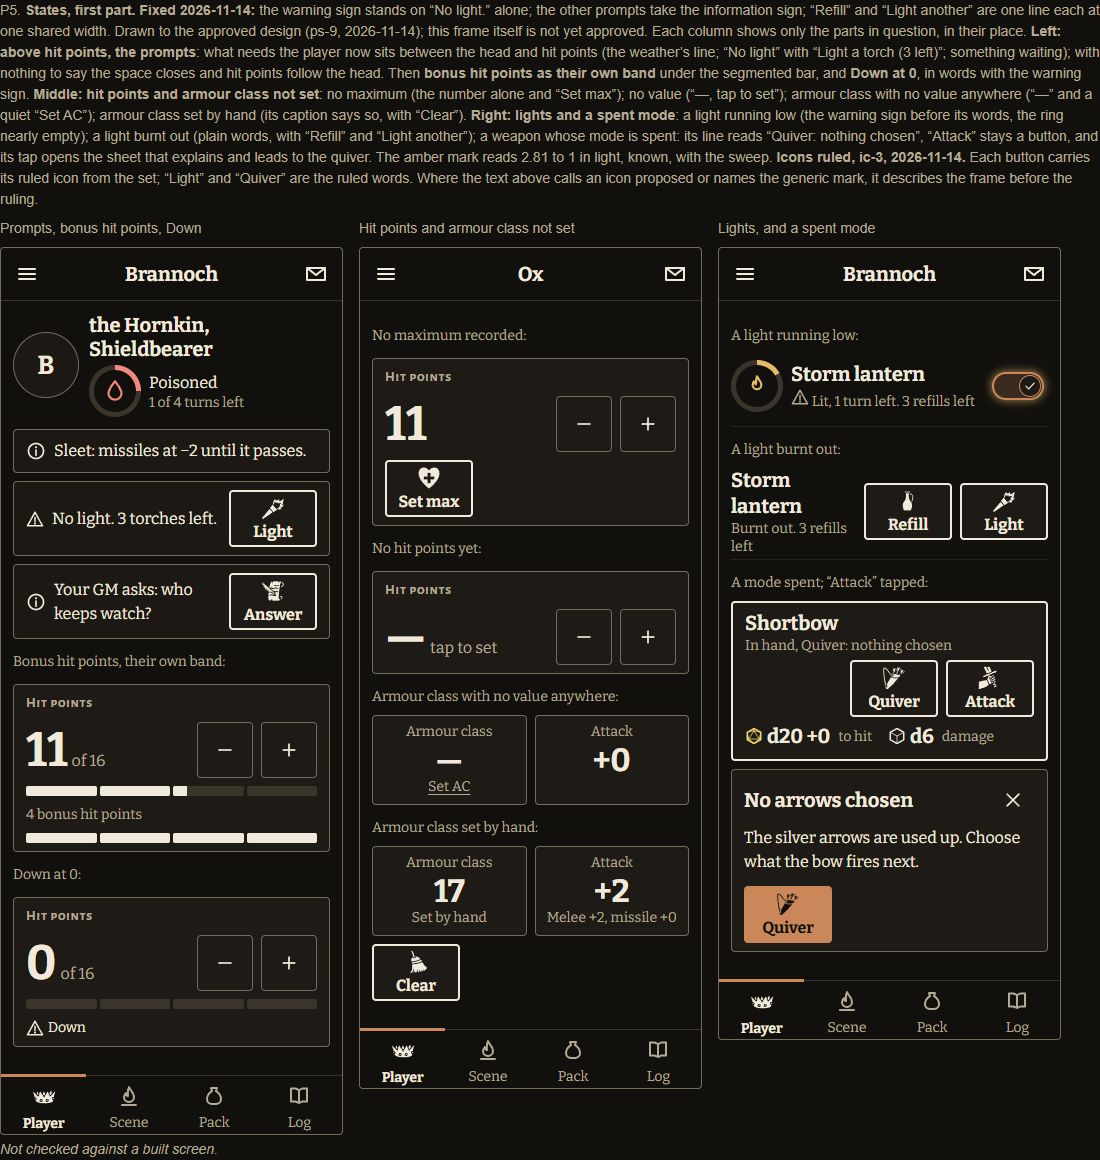 P5. States, first part. Fixed 2026-11-14: the warning sign stands on “No light.” alone; the other prompts take the information sign; “Refill” and “Light another” are one line each at
one shared width. Drawn to the approved design (ps-9, 2026-11-14); this frame itself is not yet approved. Each column shows only the parts in question, in their place. Left:
above hit points, the prompts: what needs the player now sits between the head and hit points (the weather’s line; “No light” with “Light a torch (3 left)”; something waiting); with
nothing to say the space closes and hit points follow the head. Then bonus hit points as their own band under the segmented bar, and Down at 0, in words with the warning
sign. Middle: hit points and armour class not set: no maximum (the number alone and “Set max”); no value (“—, tap to set”); armour class with no value anywhere (“—” and a
quiet “Set AC”); armour class set by hand (its caption says so, with “Clear”). Right: lights and a spent mode: a light running low (the warning sign before its words, the ring
nearly empty); a light burnt out (plain words, with “Refill” and “Light another”); a weapon whose mode is spent: its line reads “Quiver: nothing chosen”, “Attack” stays a button, and
its tap opens the sheet that explains and leads to the quiver. The amber mark reads 2.81 to 1 in light, known, with the sweep. Icons ruled, ic-3, 2026-11-14. Each button carries
its ruled icon from the set; “Light” and “Quiver” are the ruled words. Where the text above calls an icon proposed or names the generic mark, it describes the frame before the
ruling.
Prompts, bonus hit points, Down
Brannoch
B
the Hornkin,
Shieldbearer
Poisoned
1 of 4 turns left
Sleet: missiles at −2 until it passes.
No light. 3 torches left.
Light
Your GM asks: who
keeps watch?
Answer
Bonus hit points, their own band:
Hit points
11 of 16
−
+
4 bonus hit points
Down at 0:
Hit points
0 of 16
−
+
Down
Player
Scene
Pack
Log
Hit points and armour class not set
Ox
No maximum recorded:
Hit points
11
−
+
Set max
No hit points yet:
Hit points
— tap to set
−
+
Armour class with no value anywhere:
Armour class
—
Set AC
Attack
+0
Armour class set by hand:
Armour class
17
Set by hand
Attack
+2
Melee +2, missile +0
Clear
Player
Scene
Pack
Log
Lights, and a spent mode
Brannoch
A light running low:
Storm lantern
Lit, 1 turn left. 3 refills left
A light burnt out:
Storm
lantern
Burnt out. 3 refills
left
Refill
Light
A mode spent; “Attack” tapped:
Shortbow
In hand, Quiver: nothing chosen
Quiver
Attack
d20 +0 to hit d6 damage
No arrows chosen
The silver arrows are used up. Choose
what the bow fires next.
Quiver
Player
Scene
Pack
Log
Not checked against a built screen.